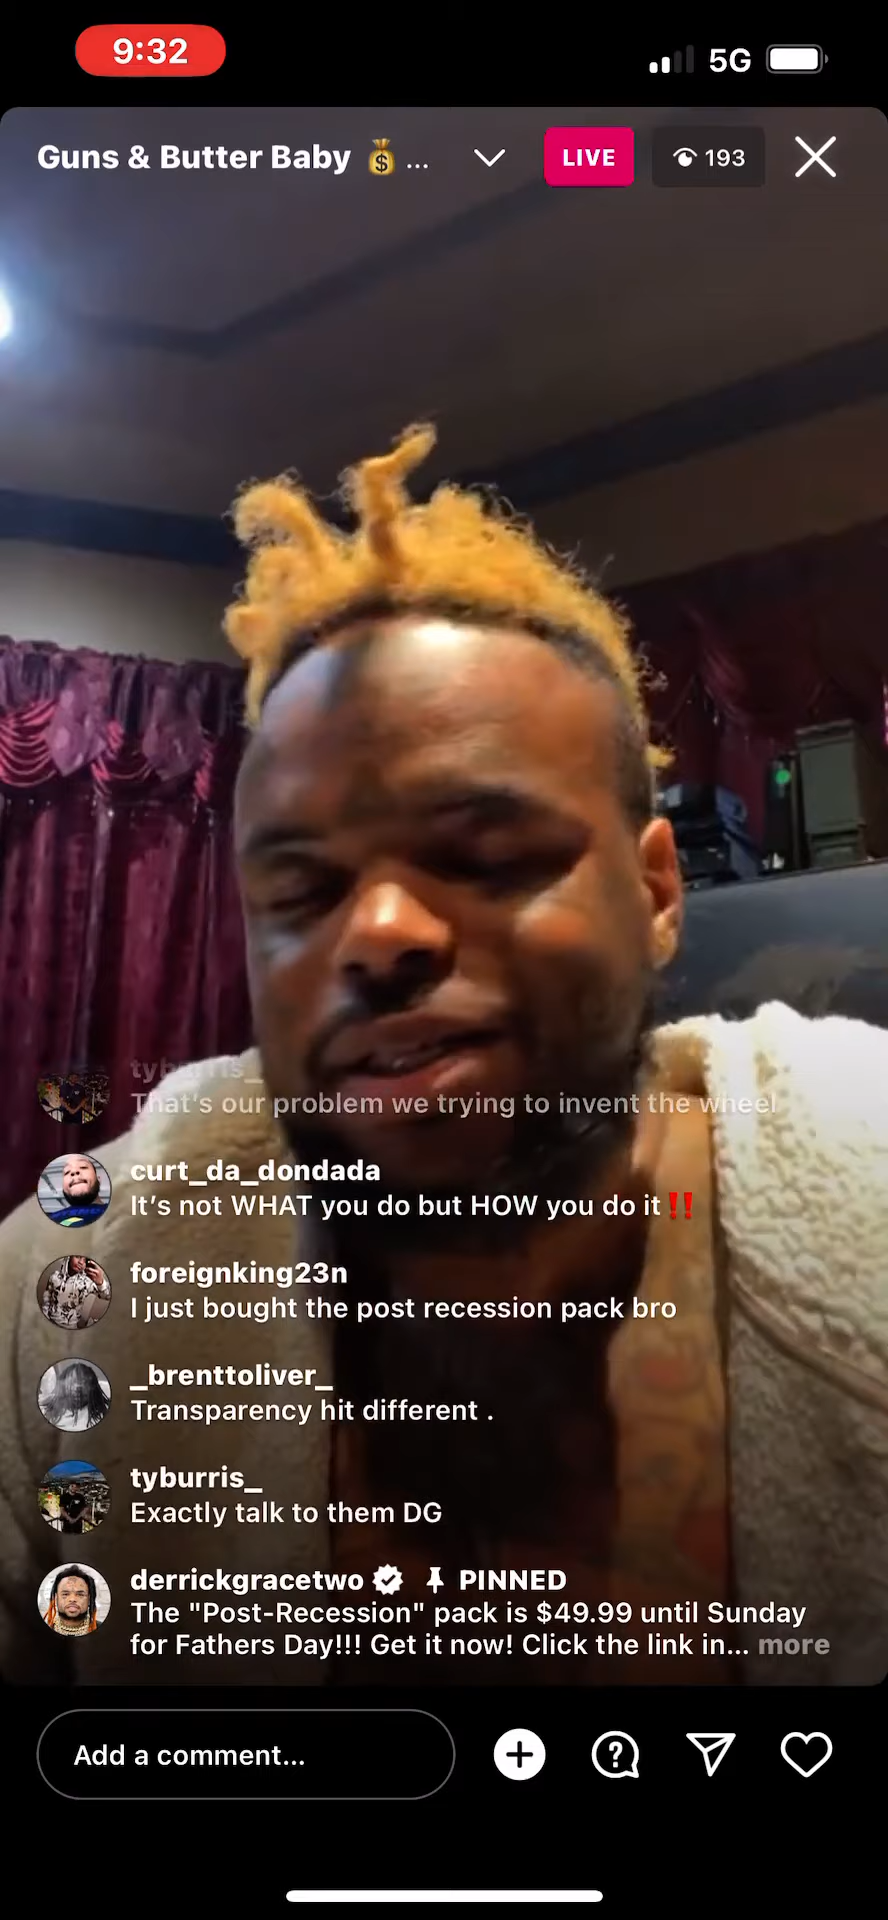 9:32
5G
Guns & Butter Baby 💰 ...
LIVE
193
tyburris_
That's our problem we trying to invent the wheel
curt_da_dondada
It's not WHAT you do but HOW you do it‼️
foreignking23n
I just bought the post recession pack bro
_brenttoliver_
Transparency hit different .
tyburris_
Exactly talk to them DG
derrickgracetwo PINNED
The "Post-Recession" pack is $49.99 until Sunday
for Fathers Day!!! Get it now! Click the link in... more
Add a comment...